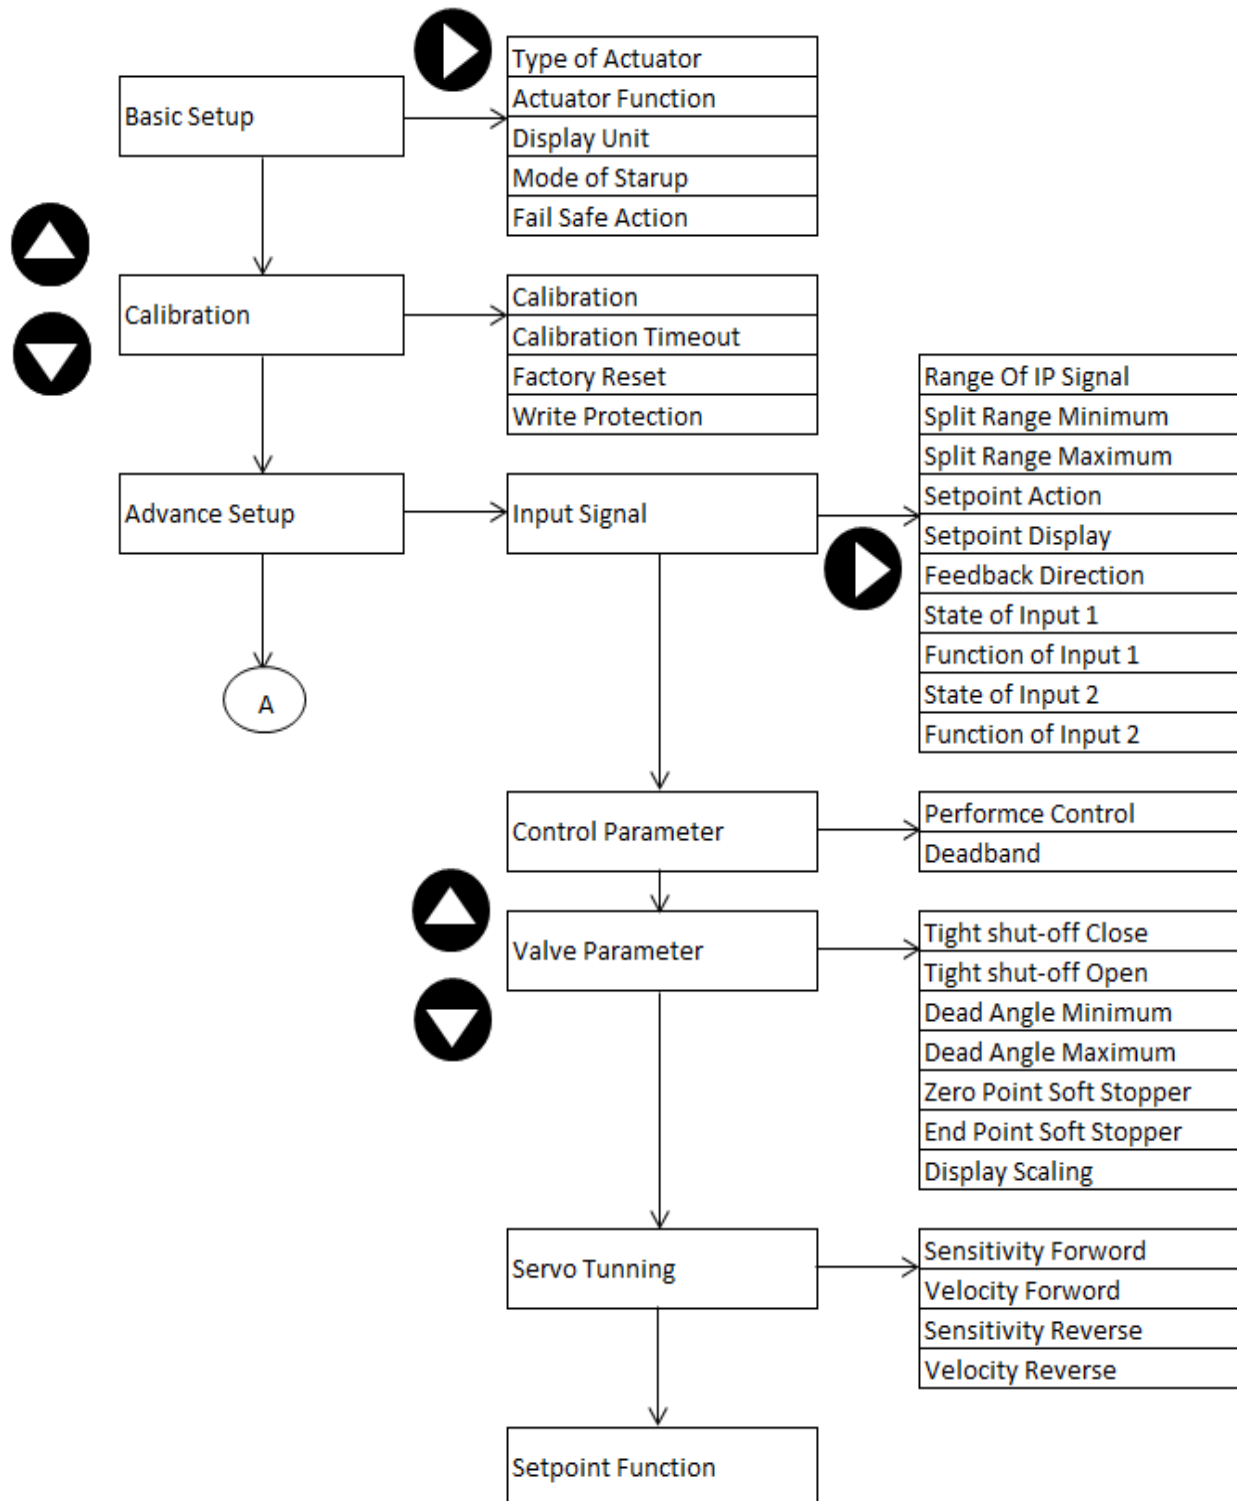 Basic Setup
Type of Actuator
Actuator Function
Display Unit
Mode of Starup
Fail Safe Action
Calibration
Calibration
Calibration Timeout
Factory Reset
Write Protection
Advance Setup
Input Signal
Range Of IP Signal
Split Range Minimum
Split Range Maximum
Setpoint Action
Setpoint Display
Feedback Direction
State of Input 1
Function of Input 1
State of Input 2
Function of Input 2
A
Control Parameter
Performce Control
Deadband
Valve Parameter
Tight shut-off Close
Tight shut-off Open
Dead Angle Minimum
Dead Angle Maximum
Zero Point Soft Stopper
End Point Soft Stopper
Display Scaling
Servo Tunning
Sensitivity Forword
Velocity Forword
Sensitivity Reverse
Velocity Reverse
Setpoint Function